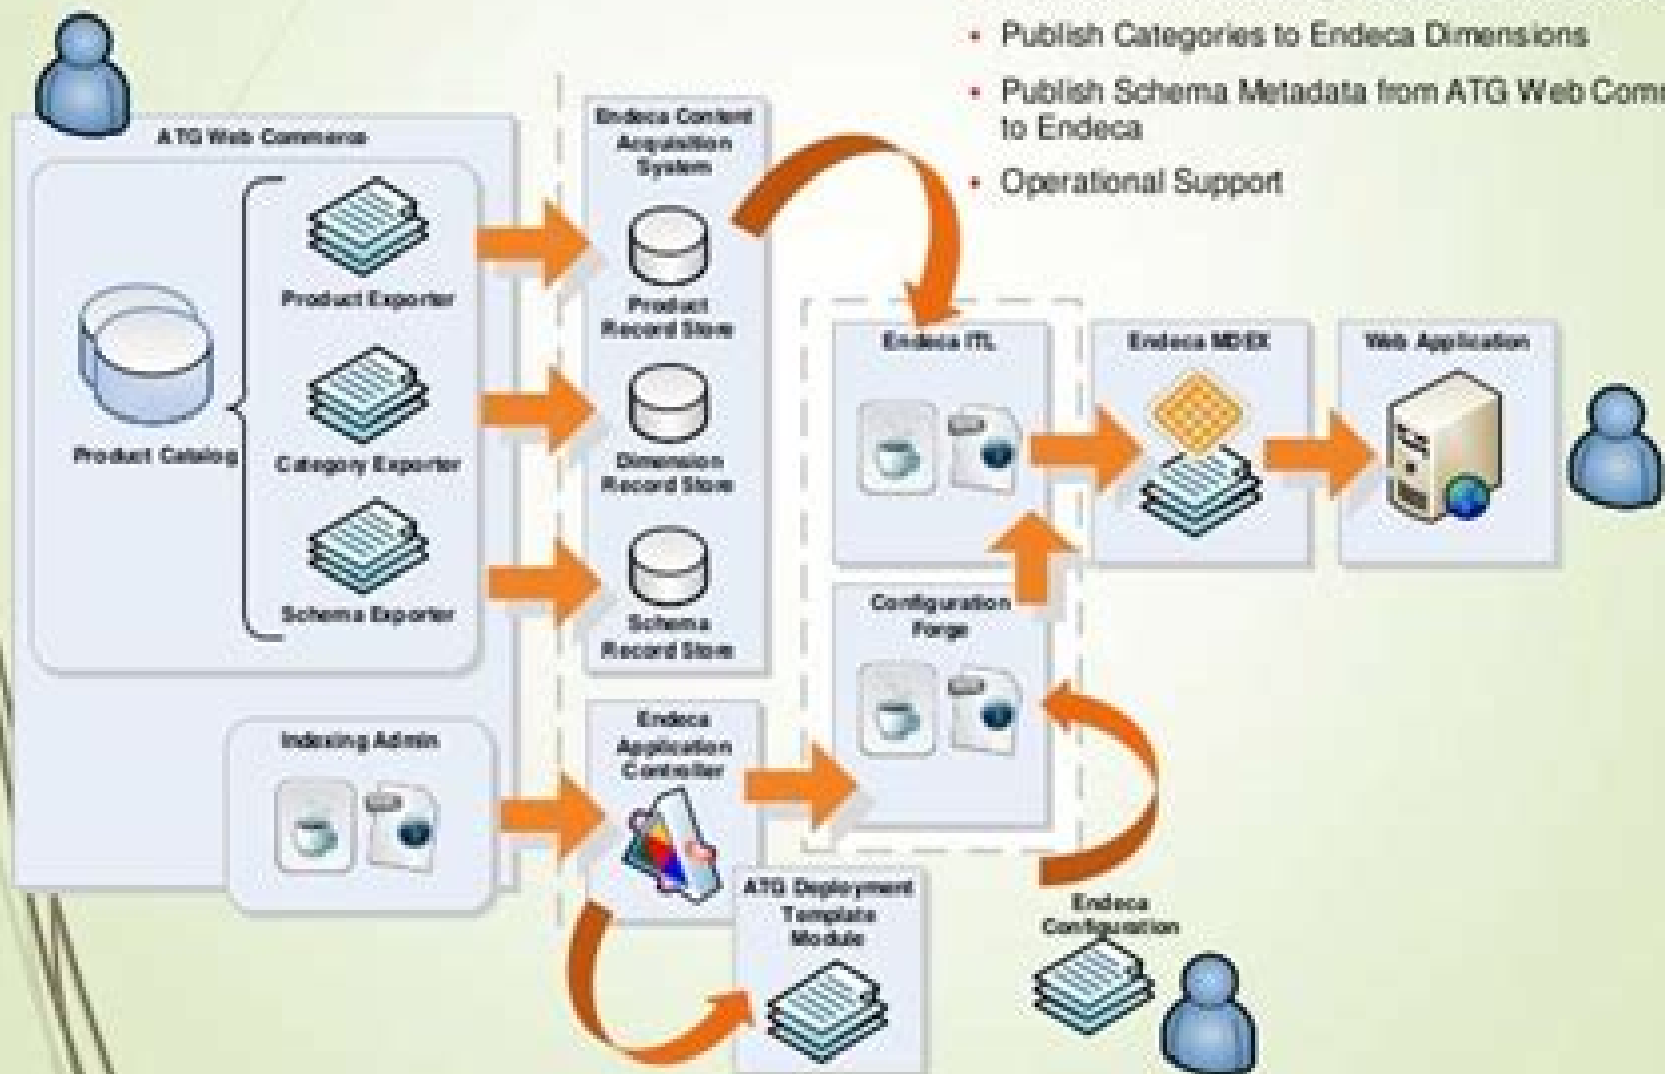 • Publish Categories to Endeca Dimensions
• Publish Schema Metadata from ATG Web Com
to Endeca
• Operational Support
ATG Web Commerce
Product Catalog
Product Exporter
Category Exporter
Schema Exporter
Indexing Admin
Endeca Content
Acquisition
System
Product
Record Store
Dimension
Record Store
Schema
Record Store
Endeca
Application
Controller
ATG Deployment
Template
Module
Endeca ITL
Configuration
Forge
Endeca MDEX
Web Application
Endeca
Configuration